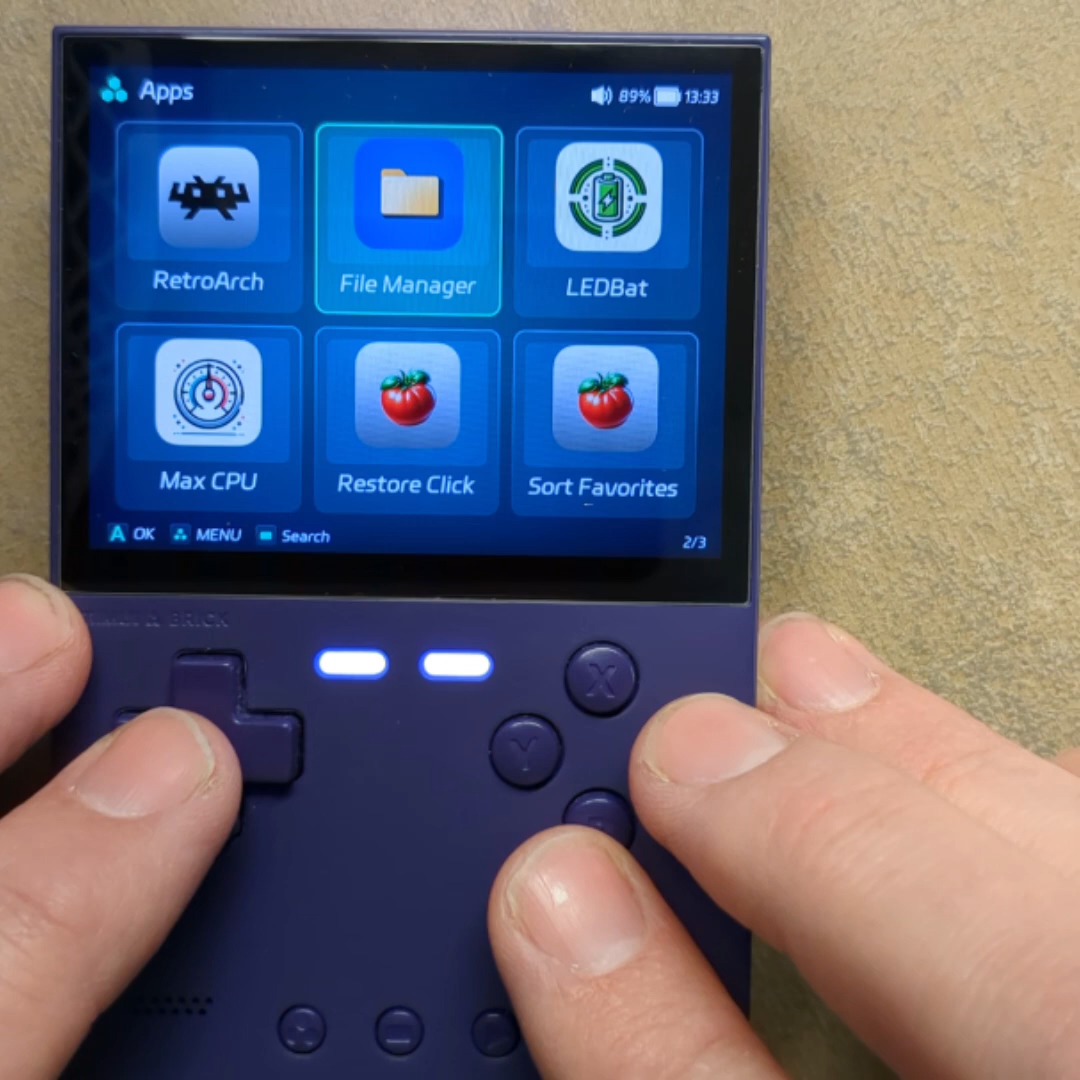 Apps 89% 13:33
RetroArch File Manager LEDBat
Max CPU Restore Click Sort Favorites
A OK MENU Search 2/3
BRICK
X
Y